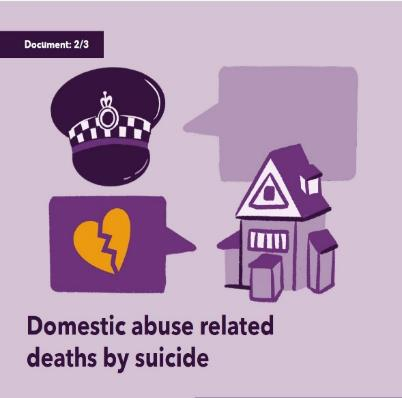 Document: 2/3
Domestic abuse related
deaths by suicide